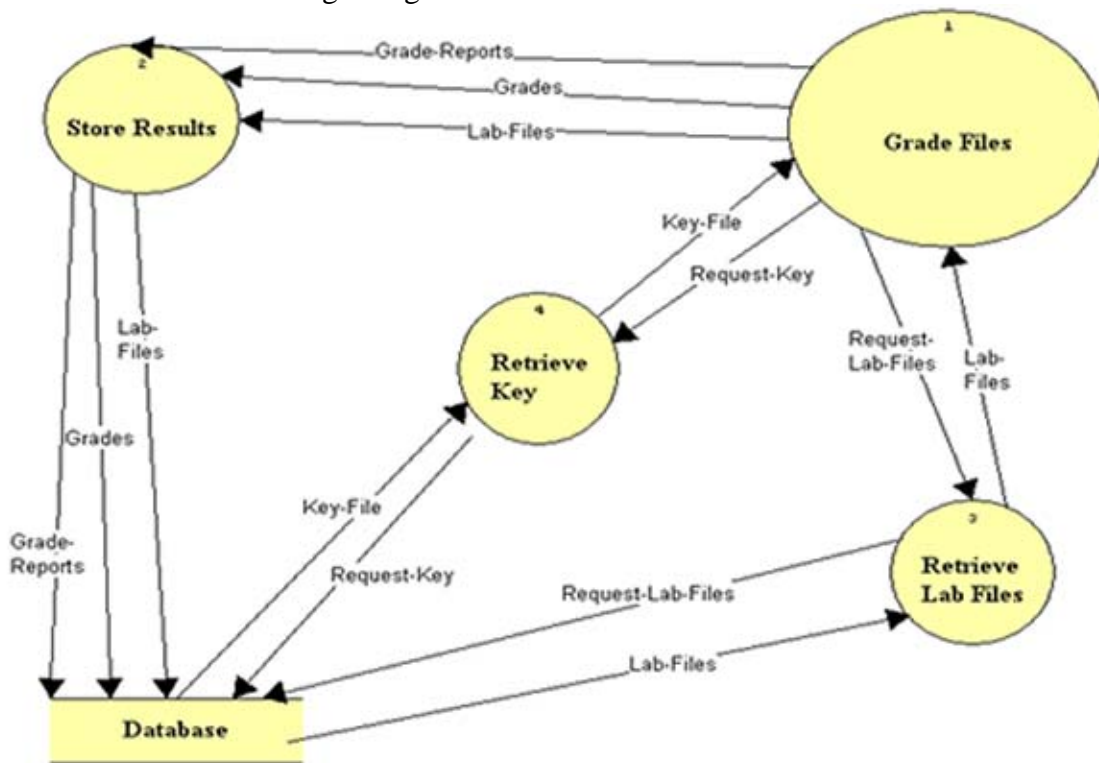 1
Grade-Reports
2
Grades
Store Results
Lab-Files
Grade Files
Key-File
Request-Key
4
Lab-
Files
Retrieve
Key
Request-
Lab-Files
Lab-
Files
Grades
Key-File
3
Grade-
Reports
Request-Key
Retrieve
Lab Files
Request-Lab-Files
Lab-Files
Database